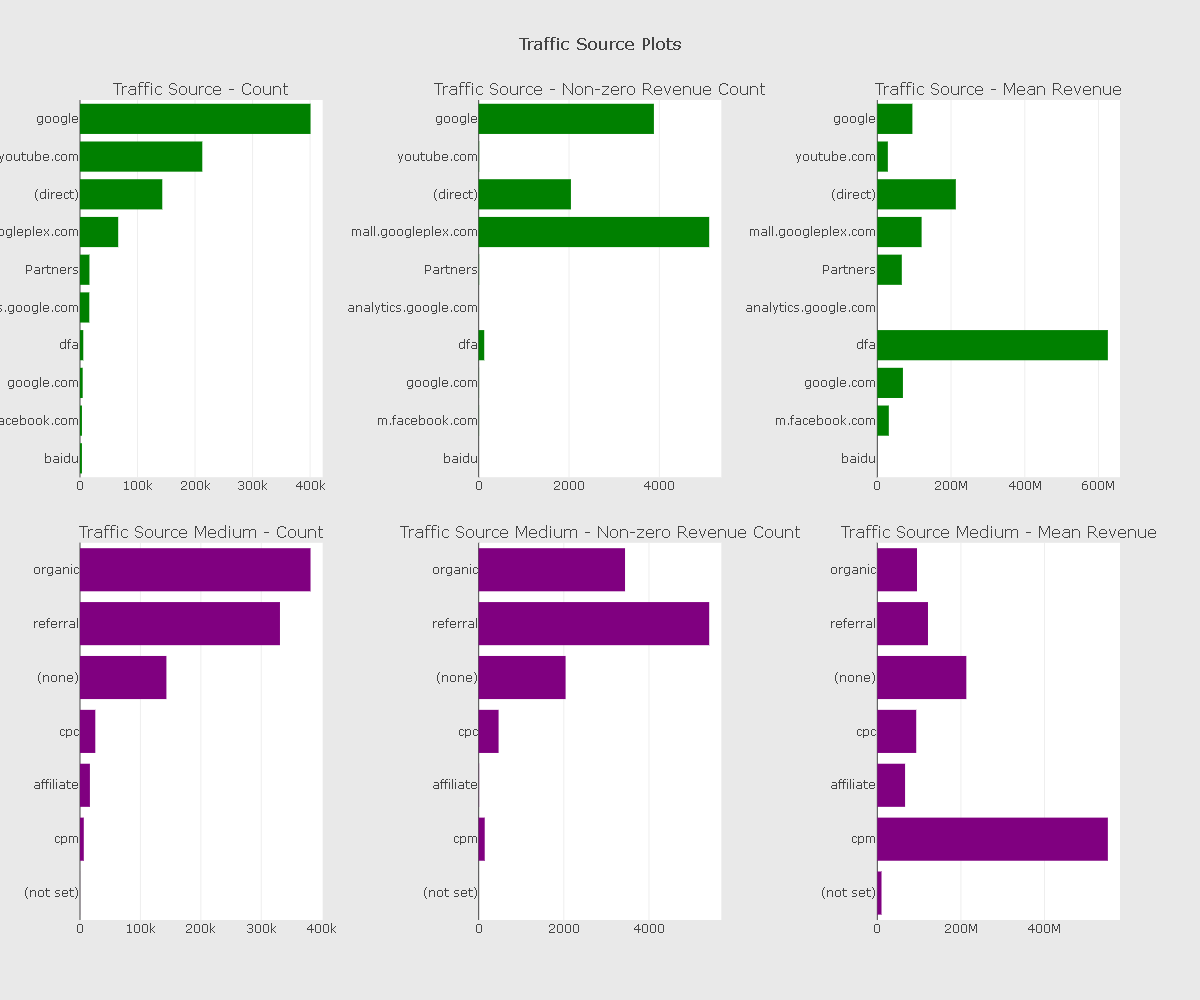 Traffic Source Plots
Traffic Source - Count
google
youtube.com
(direct)
ogleplex.com
Partners
s.google.com
dfa
google.com
acebook.com
baidu
0 100k 200k 300k 400k
Traffic Source - Non-zero Revenue Count
google
youtube.com
(direct)
mall.googleplex.com
Partners
analytics.google.com
dfa
google.com
m.facebook.com
baidu
0 2000 4000
Traffic Source - Mean Revenue
google
youtube.com
(direct)
mall.googleplex.com
Partners
analytics.google.com
dfa
google.com
m.facebook.com
baidu
0 200M 400M 600M
Traffic Source Medium - Count
organic
referral
(none)
cpc
affiliate
cpm
(not set)
0 100k 200k 300k 400k
Traffic Source Medium - Non-zero Revenue Count
organic
referral
(none)
cpc
affiliate
cpm
(not set)
0 2000 4000
Traffic Source Medium - Mean Revenue
organic
referral
(none)
cpc
affiliate
cpm
(not set)
0 200M 400M